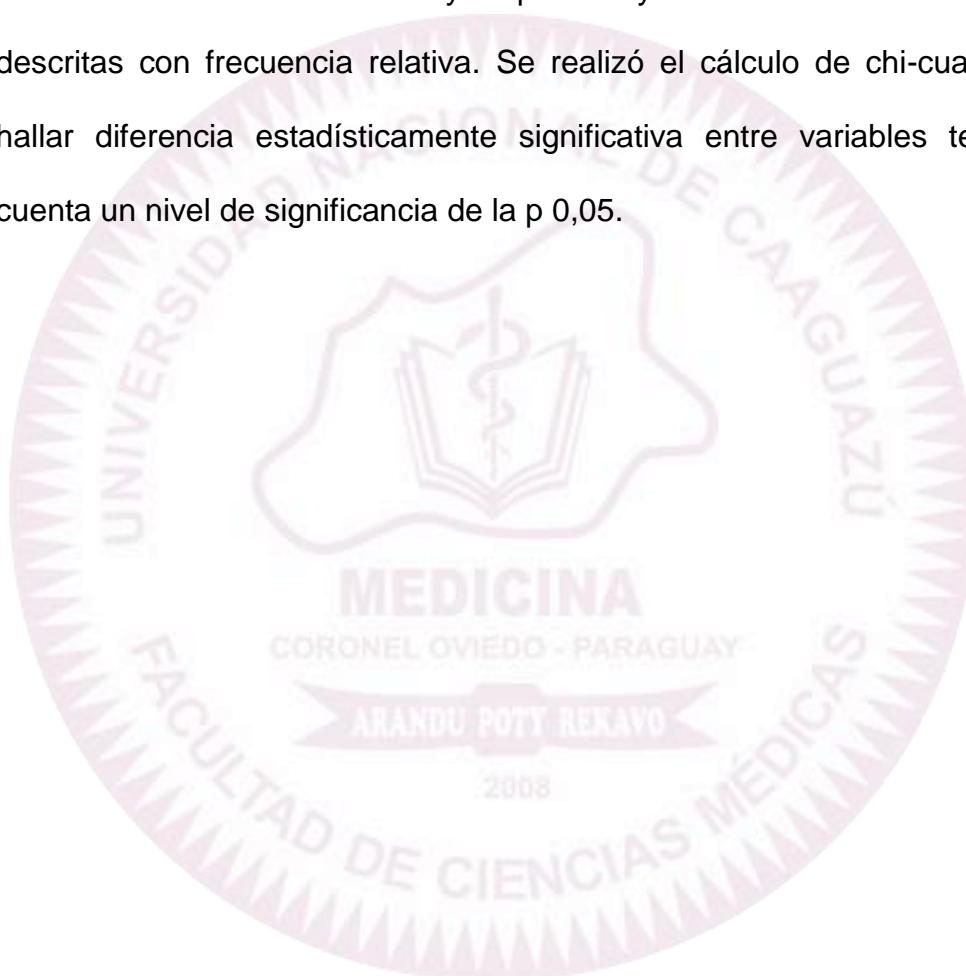 descritas con frecuencia relativa. Se realizó el cálculo de chi-cua
hallar diferencia estadísticamente significativa entre variables te
cuenta un nivel de significancia de la p 0,05.
UNIVERSIDAD NACIONAL DE CAAGUAZÚ
MEDICINA
CORONEL OVIEDO - PARAGUAY
ARANDU POTY REKAVO
2008
FACULTAD DE CIENCIAS MÉDICAS